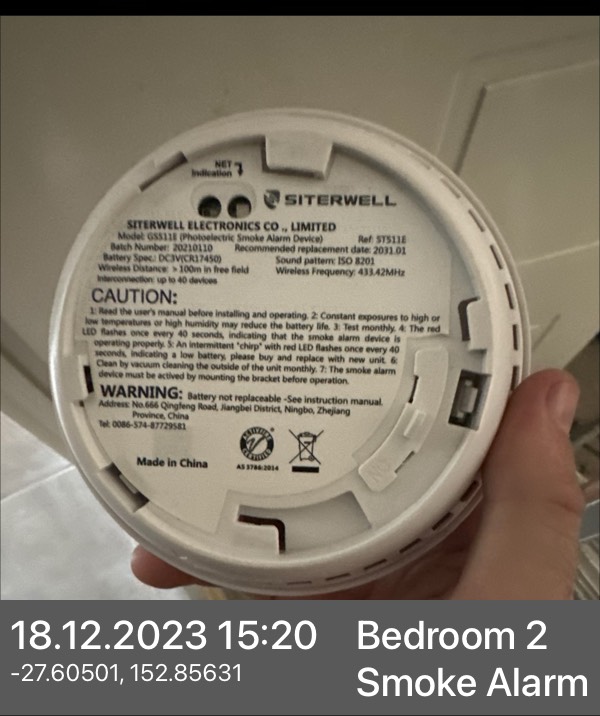 NET
Indication
SITERWELL
SITERWELL ELECTRONICS CO ., LIMITED
Model: GS511E (Photoelectric Smoke Alarm Device) Ref: ST511E
Batch Number: 20210110 Recommended replacement date: 2031.01
Battery Spec.: DC3V(CR17450) Sound pattern: ISO 8201
Wireless Distance: >100m in free field Wireless Frequency: 433.42MHz
Interconnection: up to 40 devices
CAUTION:
1: Read the user's manual before installing and operating. 2: Constant exposures to high or
low temperatures or high humidity may reduce the battery life. 3: Test monthly. 4: The red
LED flashes once every 40 seconds, indicating that the smoke alarm device is
operating properly. 5: An intermittent "chirp" with red LED flashes once every 40
seconds, indicating a low battery, please buy and replace with new unit. 6:
Clean by vacuum cleaning the outside of the unit monthly. 7: The smoke alarm
device must be actived by mounting the bracket before operation.
WARNING: Battery not replaceable -See instruction manual.
Address: No.666 Qingfeng Road, Jiangbei District, Ningbo, Zhejiang
Province, China
Tel: 0086-574-87729581
Made in China
AS 3786:2014
18.12.2023 15:20
-27.60501, 152.85631
Bedroom 2
Smoke Alarm